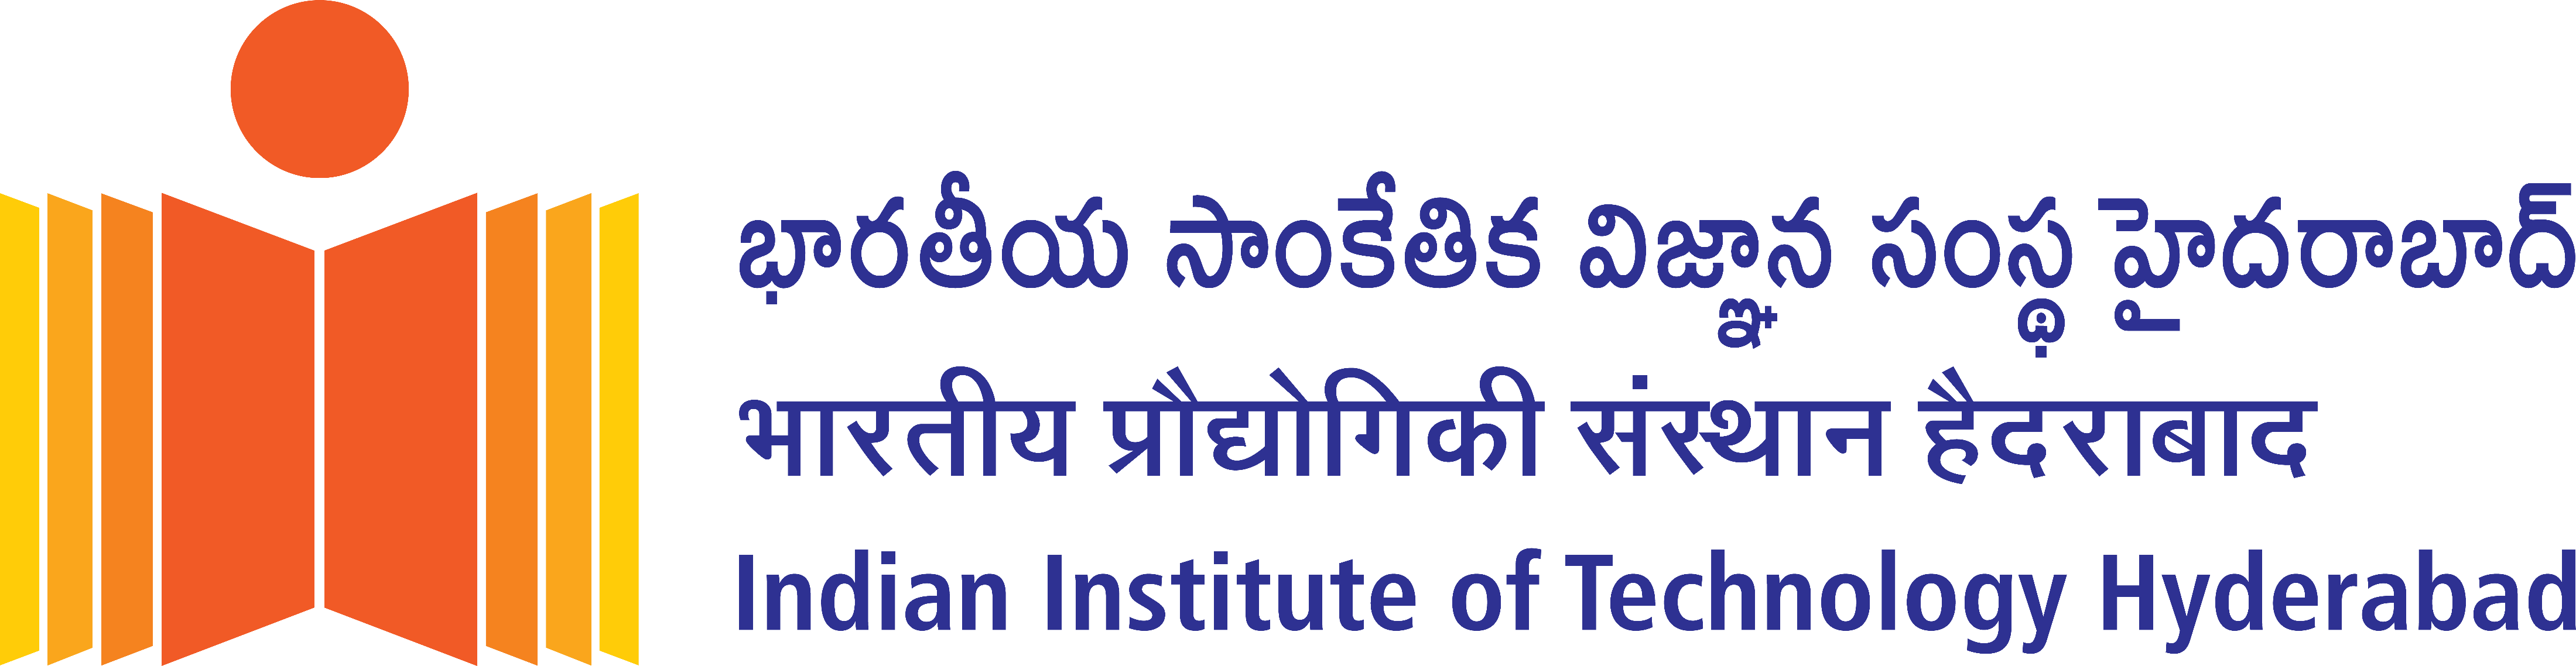 భారతీయ సాంకేతిక విజ్ఞాన సంస్థ హైదరాబాద్
भारतीय प्रौद्योगिकी संस्थान हैदराबाद
Indian Institute of Technology Hyderabad